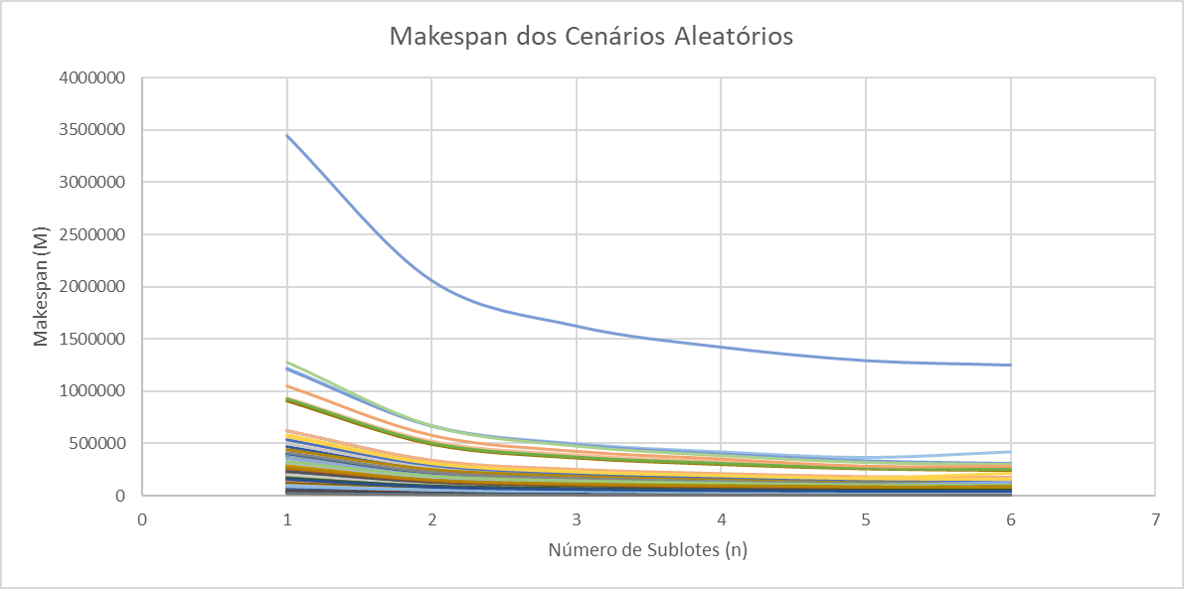 Makespan dos Cenários Aleatórios
Makespan (M)
4000000
3500000
3000000
2500000
2000000
1500000
1000000
500000
0
0 1 2 3 4 5 6 7
Número de Sublotes (n)